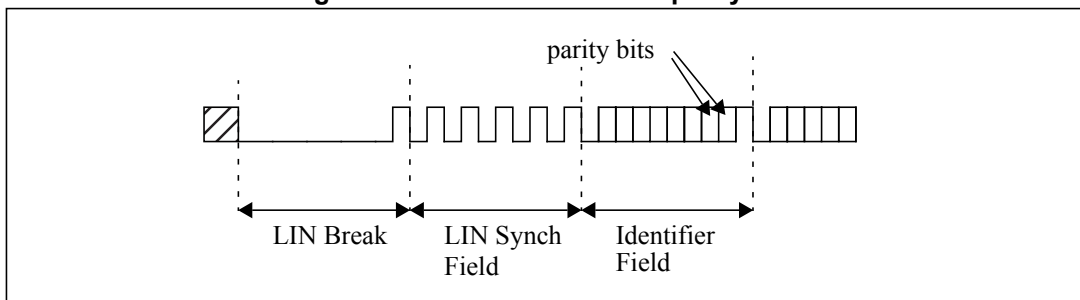 parity bits
LIN Break
LIN Synch
Field
Identifier
Field